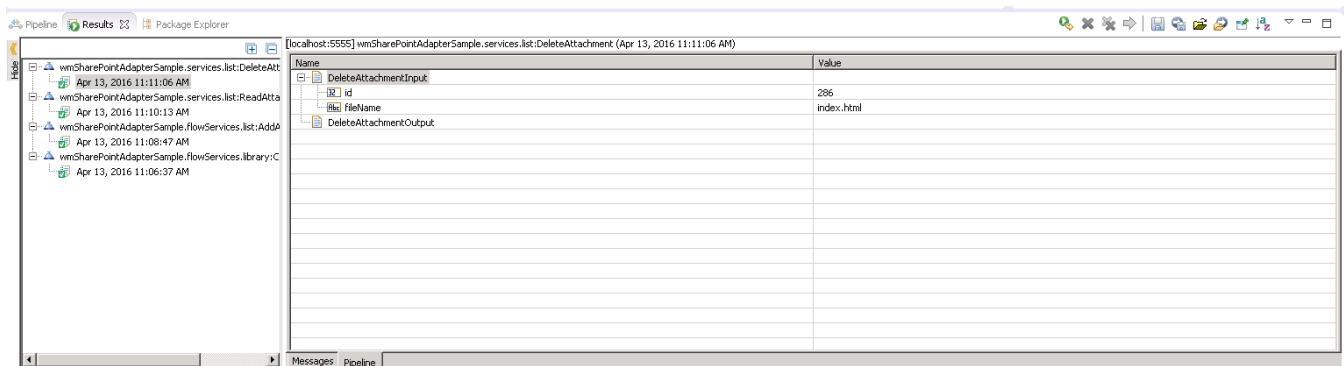 Pipeline Results Package Explorer
Hide
[localhost:5555] wmSharePointAdapterSample.services.list:DeleteAttachment (Apr 13, 2016 11:11:06 AM)
wmSharePointAdapterSample.services.list:DeleteAtt
Apr 13, 2016 11:11:06 AM
wmSharePointAdapterSample.services.list:ReadAtta
Apr 13, 2016 11:10:13 AM
wmSharePointAdapterSample.flowServices.list:AddA
Apr 13, 2016 11:08:47 AM
wmSharePointAdapterSample.flowServices.library:C
Apr 13, 2016 11:06:37 AM
Name Value
DeleteAttachmentInput
id 286
fileName index.html
DeleteAttachmentOutput
Messages Pipeline